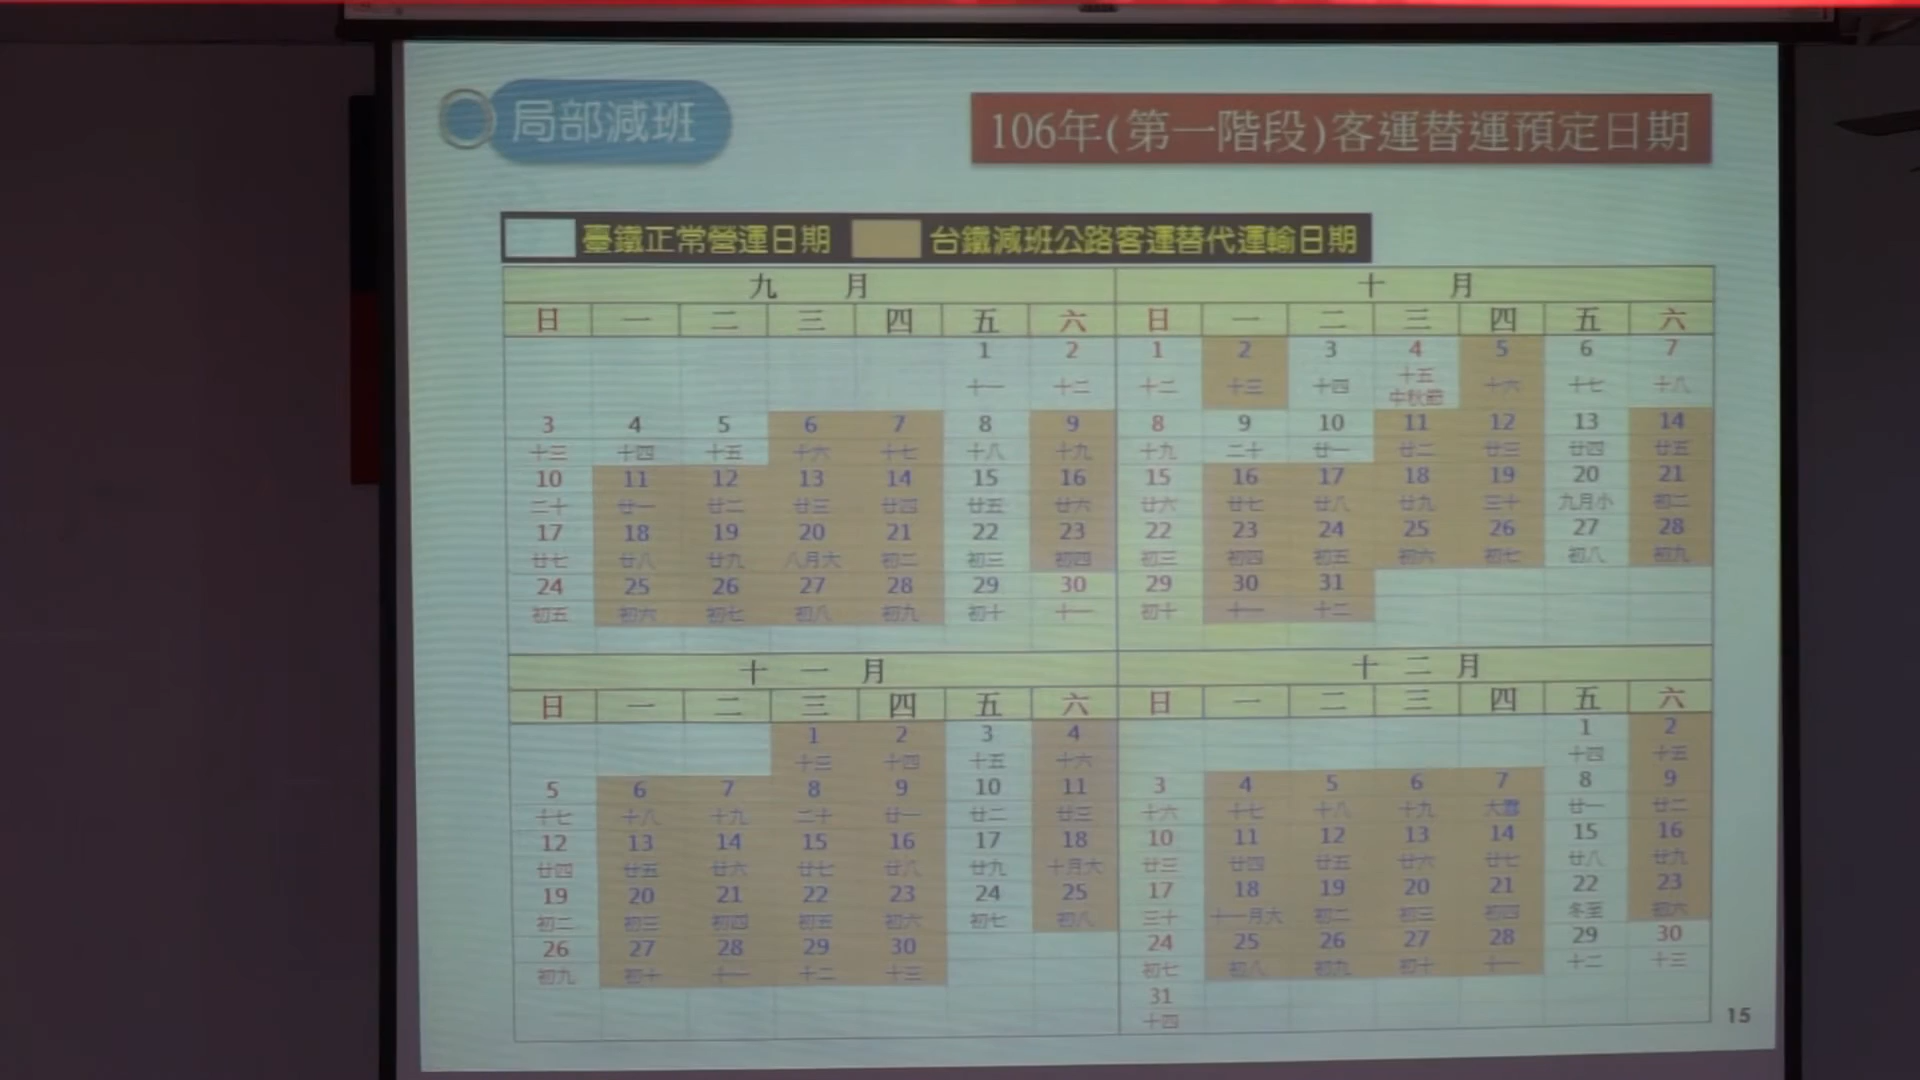 局部減班
106年(第一階段)客運替運預定日期
臺鐵正常營運日期 台鐵減班公路客運替代運輸日期
九 月
日 一 二 三 四 五 六
1 2
十一 十二
3 4 5 6 7 8 9
十三 十四 十五 十六 十七 十八 十九
10 11 12 13 14 15 16
二十 廿一 廿二 廿三 廿四 廿五 廿六
17 18 19 20 21 22 23
廿七 廿八 廿九 八月大 初二 初三 初四
24 25 26 27 28 29 30
初五 初六 初七 初八 初九 初十 十一
十 月
日 一 二 三 四 五 六
1 2 3 4 5 6 7
十二 十三 十四 十五 十六 十七 十八
中秋節
8 9 10 11 12 13 14
十九 二十 廿一 廿二 廿三 廿四 廿五
15 16 17 18 19 20 21
廿六 廿七 廿八 廿九 三十 九月小 初二
22 23 24 25 26 27 28
初三 初四 初五 初六 初七 初八 初九
29 30 31
初十 十一 十二
十 一 月
日 一 二 三 四 五 六
1 2 3 4
十三 十四 十五 十六
5 6 7 8 9 10 11
十七 十八 十九 二十 廿一 廿二 廿三
12 13 14 15 16 17 18
廿四 廿五 廿六 廿七 廿八 廿九 十月大
19 20 21 22 23 24 25
初二 初三 初四 初五 初六 初七 初八
26 27 28 29 30
初九 初十 十一 十二 十三
十 二 月
日 一 二 三 四 五 六
1 2
十四 十五
3 4 5 6 7 8 9
十六 十七 十八 十九 大雪 廿一 廿二
10 11 12 13 14 15 16
廿三 廿四 廿五 廿六 廿七 廿八 廿九
17 18 19 20 21 22 23
三十 十一月大 初二 初三 初四 冬至 初六
24 25 26 27 28 29 30
初七 初八 初九 初十 十一 十二 十三
31
十四
15